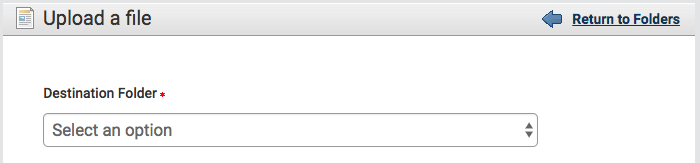 Upload a file
Return to Folders
Destination Folder *
Select an option